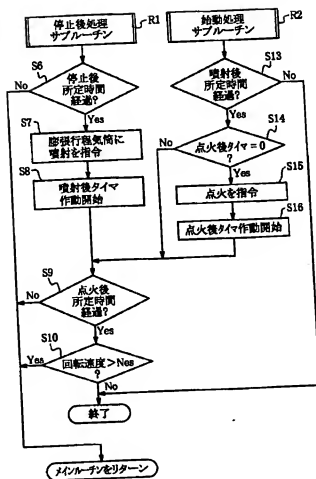 停止後処理
サブルーチン
R1
S6
停止後
所定時間
経過?
No
Yes
S7
膨張行程気筒に
噴射を指令
S8
噴射後タイマ
作動開始
始動処理
サブルーチン
R2
S13
噴射後
所定時間
経過?
No
Yes
S14
点火後タイマ=0
?
No
Yes
S15
点火を指令
S16
点火後タイマ作動開始
S9
点火後
所定時間
経過?
No
Yes
S10
回転速度>Nes
?
Yes
No
終了
メインルーチンをリターン